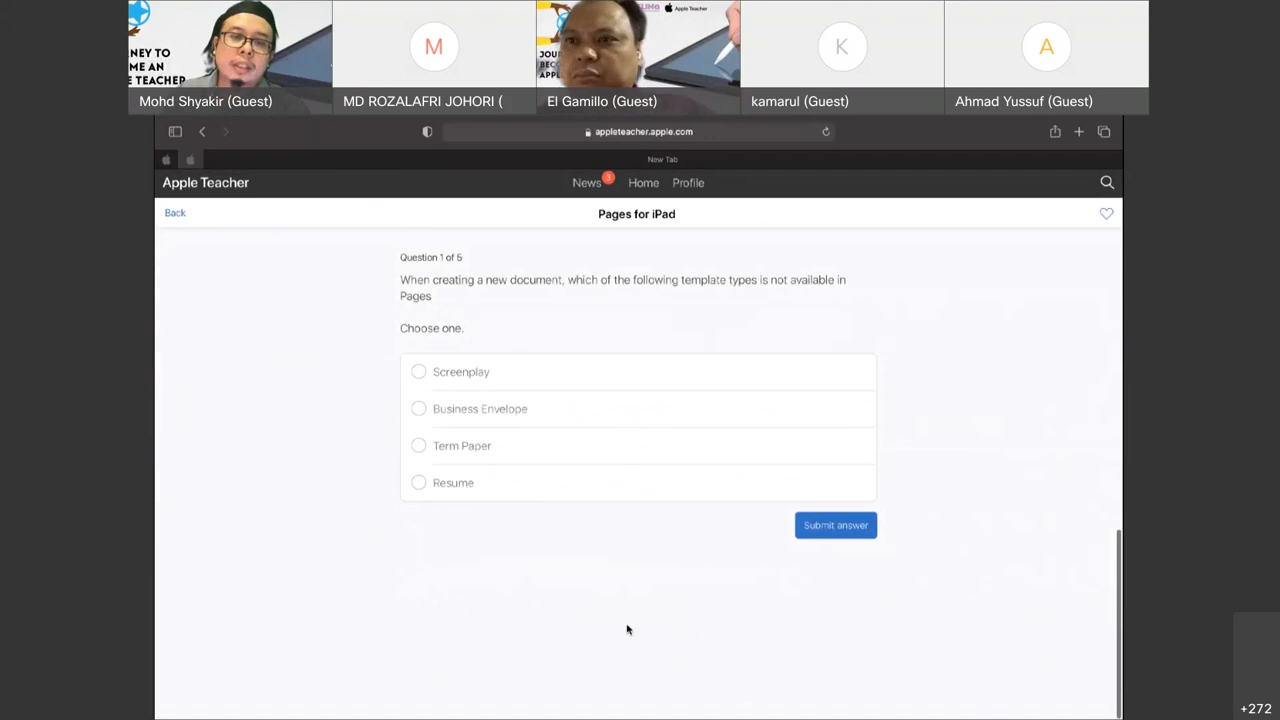 NEY TO
ME AN
E TEACHER
Mohd Shyakir (Guest)
M
MD ROZALAFRI JOHORI (
JOU
BEC
APPL
Apple Teacher
El Gamillo (Guest)
K
kamarul (Guest)
A
Ahmad Yussuf (Guest)
appleteacher.apple.com
New Tab
Apple Teacher
News
3
Home
Profile
Back
Pages for iPad
Question 1 of 5
When creating a new document, which of the following template types is not available in
Pages
Choose one.
Screenplay
Business Envelope
Term Paper
Resume
Submit answer
+272